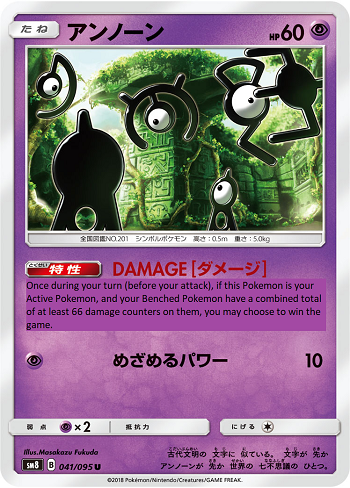 たね アンノーン HP60
全国図鑑NO.201 シンボルポケモン 高さ：0.5m 重さ：5.0kg
とくせい
特性 DAMAGE[ダメージ]
Once during your turn (before your attack), if this Pokemon is your
Active Pokemon, and your Benched Pokemon have a combined total
of at least 66 damage counters on them, you may choose to win the
game.
めざめるパワー 10
弱点 ×2 抵抗力 にげる
Illus.Masakazu Fukuda
sm8 B 041/095 U
古代文明の 文字に 似ている。 文字が 先か
アンノーンが 先か 世界の 七不思議の ひとつ。
©2018 Pokémon/Nintendo/Creatures/GAME FREAK.